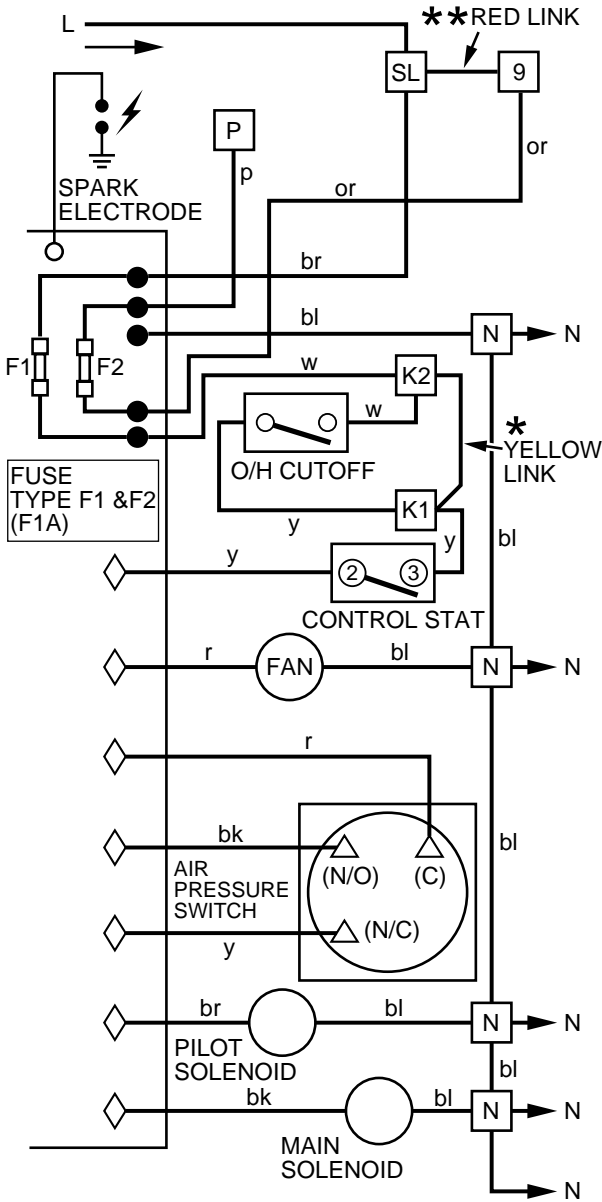 L
**RED LINK
SL
9
P
p
or
or
SPARK
ELECTRODE
br
bl
N
N
F1
F2
w
K2
w
O/H CUTOFF
*
YELLOW
LINK
FUSE
TYPE F1 &F2
(F1A)
y
K1
y
bl
y
2
3
CONTROL STAT
r
FAN
bl
N
N
r
bk
(N/O)
(C)
bl
AIR
PRESSURE
SWITCH
y
(N/C)
br
bl
N
N
PILOT
SOLENOID
bl
bk
bl
N
N
MAIN
SOLENOID
N